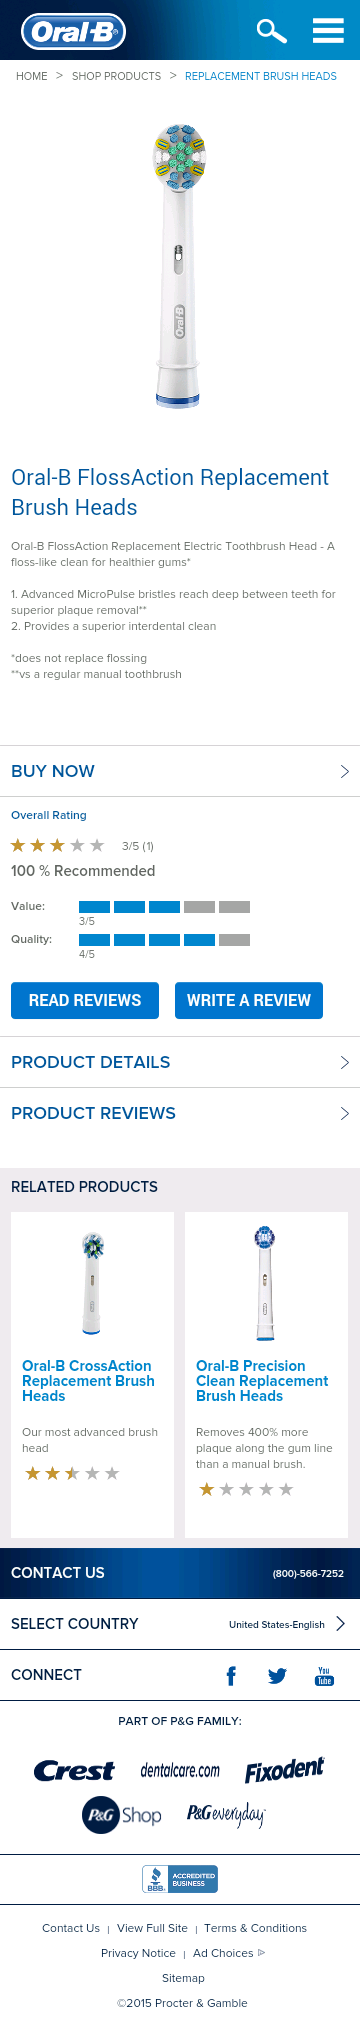 Oral-B®
HOME > SHOP PRODUCTS > REPLACEMENT BRUSH HEADS
Oral-B
Oral-B FlossAction Replacement
Brush Heads
Oral-B FlossAction Replacement Electric Toothbrush Head - A
floss-like clean for healthier gums*
1. Advanced MicroPulse bristles reach deep between teeth for
superior plaque removal**
2. Provides a superior interdental clean
*does not replace flossing
**vs a regular manual toothbrush
BUY NOW
Overall Rating
3/5 (1)
100 % Recommended
Value:
3/5
Quality:
4/5
READ REVIEWS WRITE A REVIEW
PRODUCT DETAILS
PRODUCT REVIEWS
RELATED PRODUCTS
Oral-B CrossAction
Replacement Brush
Heads
Our most advanced brush
head
Oral-B Precision
Clean Replacement
Brush Heads
Removes 400% more
plaque along the gum line
than a manual brush.
CONTACT US (800)-566-7252
SELECT COUNTRY United States-English
CONNECT You Tube
PART OF P&G FAMILY:
Crest dentalcare.com Fixodent
P&G Shop P&G everyday
BBB. ACCREDITED BUSINESS
Contact Us | View Full Site | Terms & Conditions
Privacy Notice | Ad Choices
Sitemap
©2015 Procter & Gamble